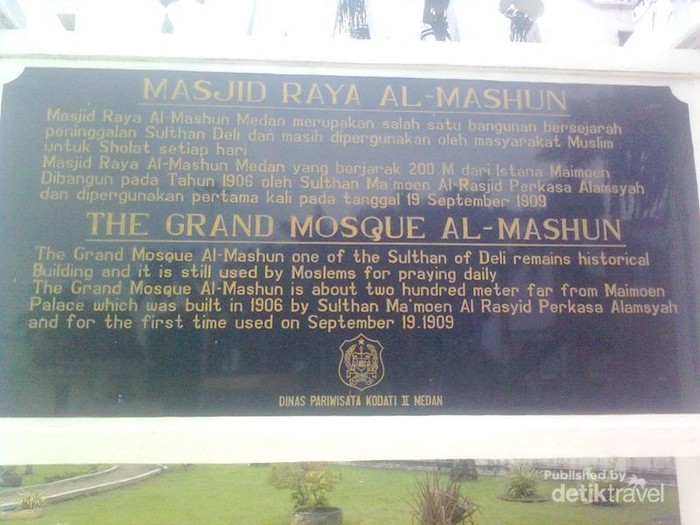 MASJID RAYA AL-MASHUN
Masjid Raya Al-Mashun Medan merupakan salah satu bangunan bersejarah
peninggalan Sulthan Deli dan masih dipergunakan oleh masyarakat Muslim
untuk Sholat setiap hari.
Masjid Raya Al-Mashun Medan yang berjarak 200 M dari Istana Maimoen
Dibangun pada Tahun 1906 oleh Sulthan Ma'moen Al-Rasjid Perkasa Alamsyah
dan dipergunakan pertama kali pada tanggal 19 September 1909
THE GRAND MOSQUE AL-MASHUN
The Grand Mosque Al-Mashun one of the Sulthan of Deli remains historical
Building and it is still used by Moslems for praying daily
The Grand Mosque Al-Mashun is about two hundred meter far from Maimoen
Palace which was built in 1906 by Sulthan Ma'moen Al Rasyid Perkasa Alamsyah
and for the first time used on September 19.1909
DINAS PARIWISATA KODATI II MEDAN
Published by
detiktravel